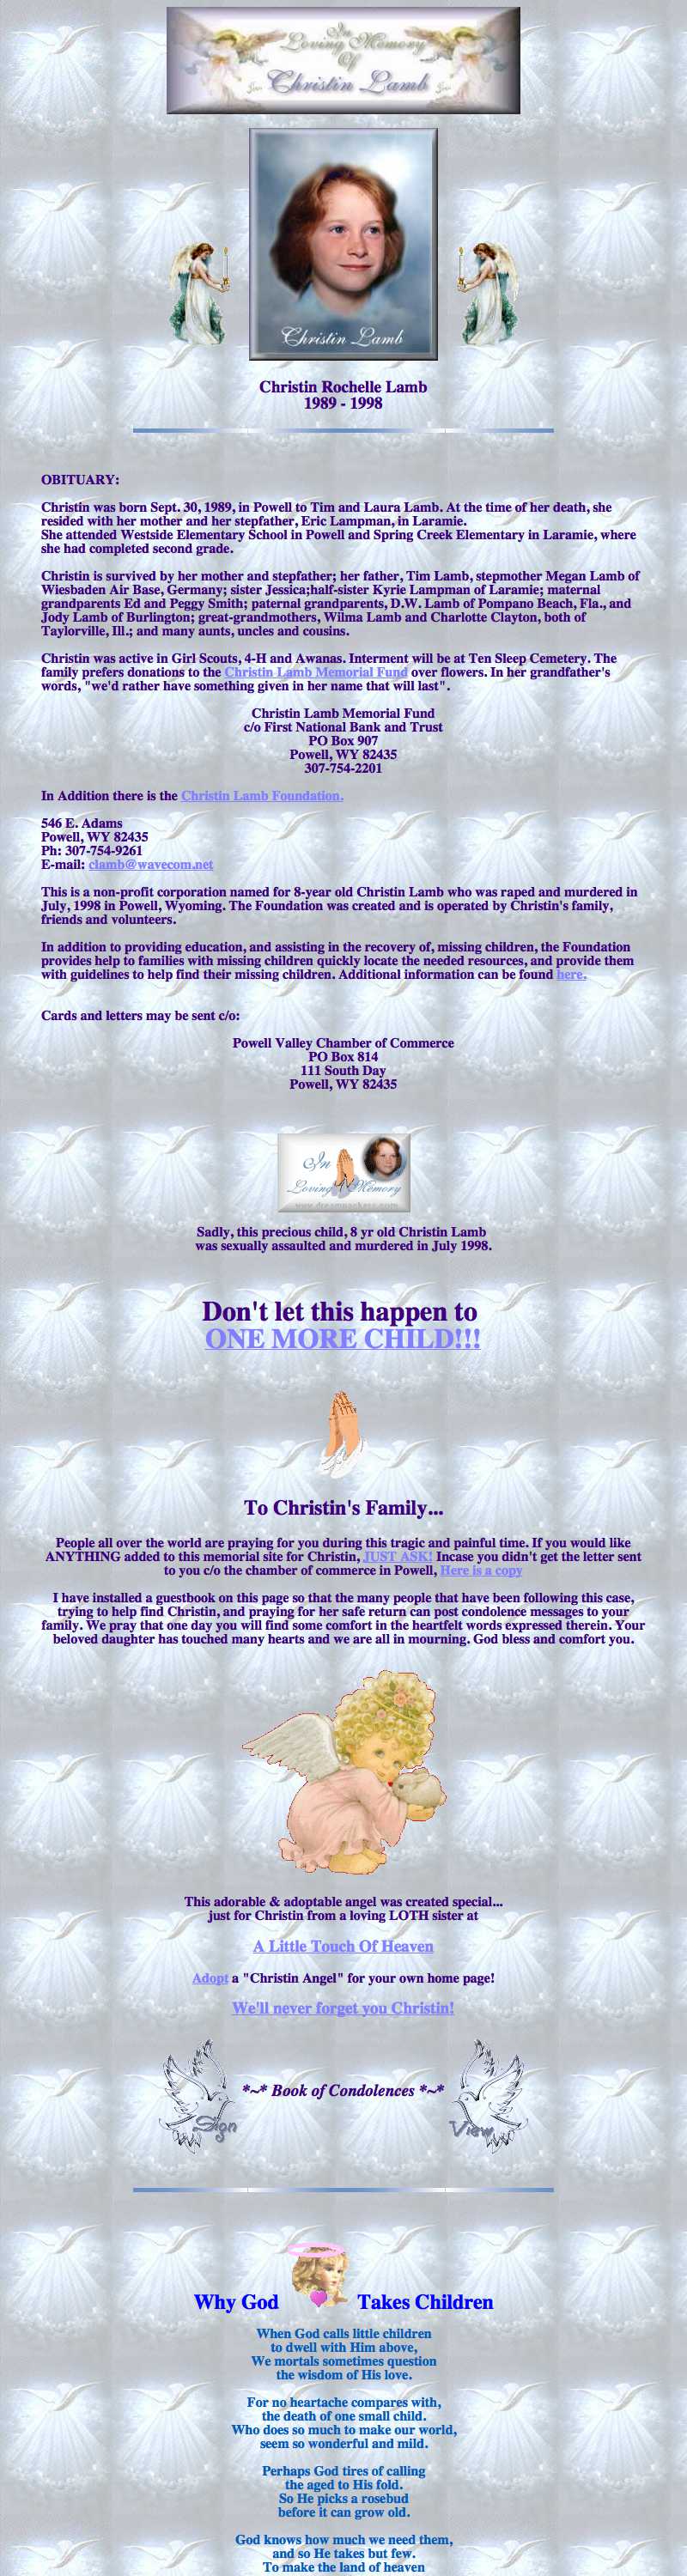 In
Loving Memory
Of
Christin Lamb
Christin Lamb
Christin Rochelle Lamb
1989 - 1998
OBITUARY:
Christin was born Sept. 30, 1989, in Powell to Tim and Laura Lamb. At the time of her death, she
resided with her mother and her stepfather, Eric Lampman, in Laramie.
She attended Westside Elementary School in Powell and Spring Creek Elementary in Laramie, where
she had completed second grade.
Christin is survived by her mother and stepfather; her father, Tim Lamb, stepmother Megan Lamb of
Wiesbaden Air Base, Germany; sister Jessica;half-sister Kyrie Lampman of Laramie; maternal
grandparents Ed and Peggy Smith; paternal grandparents, D.W. Lamb of Pompano Beach, Fla., and
Jody Lamb of Burlington; great-grandmothers, Wilma Lamb and Charlotte Clayton, both of
Taylorville, Ill.; and many aunts, uncles and cousins.
Christin was active in Girl Scouts, 4-H and Awanas. Interment will be at Ten Sleep Cemetery. The
family prefers donations to the Christin Lamb Memorial Fund over flowers. In her grandfather's
words, "we'd rather have something given in her name that will last".
Christin Lamb Memorial Fund
c/o First National Bank and Trust
PO Box 907
Powell, WY 82435
307-754-2201
In Addition there is the Christin Lamb Foundation.
546 E. Adams
Powell, WY 82435
Ph: 307-754-9261
E-mail: clamb@wavecom.net
This is a non-profit corporation named for 8-year old Christin Lamb who was raped and murdered in
July, 1998 in Powell, Wyoming. The Foundation was created and is operated by Christin's family,
friends and volunteers.
In addition to providing education, and assisting in the recovery of, missing children, the Foundation
provides help to families with missing children quickly locate the needed resources, and provide them
with guidelines to help find their missing children. Additional information can be found here.
Cards and letters may be sent c/o:
Powell Valley Chamber of Commerce
PO Box 814
111 South Day
Powell, WY 82435
In
Loving Memory
Sadly, this precious child, 8 yr old Christin Lamb
was sexually assaulted and murdered in July 1998.
Don't let this happen to
ONE MORE CHILD!!!
To Christin's Family...
People all over the world are praying for you during this tragic and painful time. If you would like
ANYTHING added to this memorial site for Christin, JUST ASK! Incase you didn't get the letter sent
to you c/o the chamber of commerce in Powell, Here is a copy
I have installed a guestbook on this page so that the many people that have been following this case,
trying to help find Christin, and praying for her safe return can post condolence messages to your
family. We pray that one day you will find some comfort in the heartfelt words expressed therein. Your
beloved daughter has touched many hearts and we are all in mourning. God bless and comfort you.
This adorable & adoptable angel was created special...
just for Christin from a loving LOTH sister at
A Little Touch Of Heaven
Adopt a "Christin Angel" for your own home page!
We'll never forget you Christin!
*~* Book of Condolences *~*
Sign
View
Why God Takes Children
When God calls little children
to dwell with Him above,
We mortals sometimes question
the wisdom of His love.
For no heartache compares with,
the death of one small child.
Who does so much to make our world,
seem so wonderful and mild.
Perhaps God tires of calling
the aged to His fold.
So He picks a rosebud
before it can grow old.
God knows how much we need them,
and so He takes but few.
To make the land of heaven